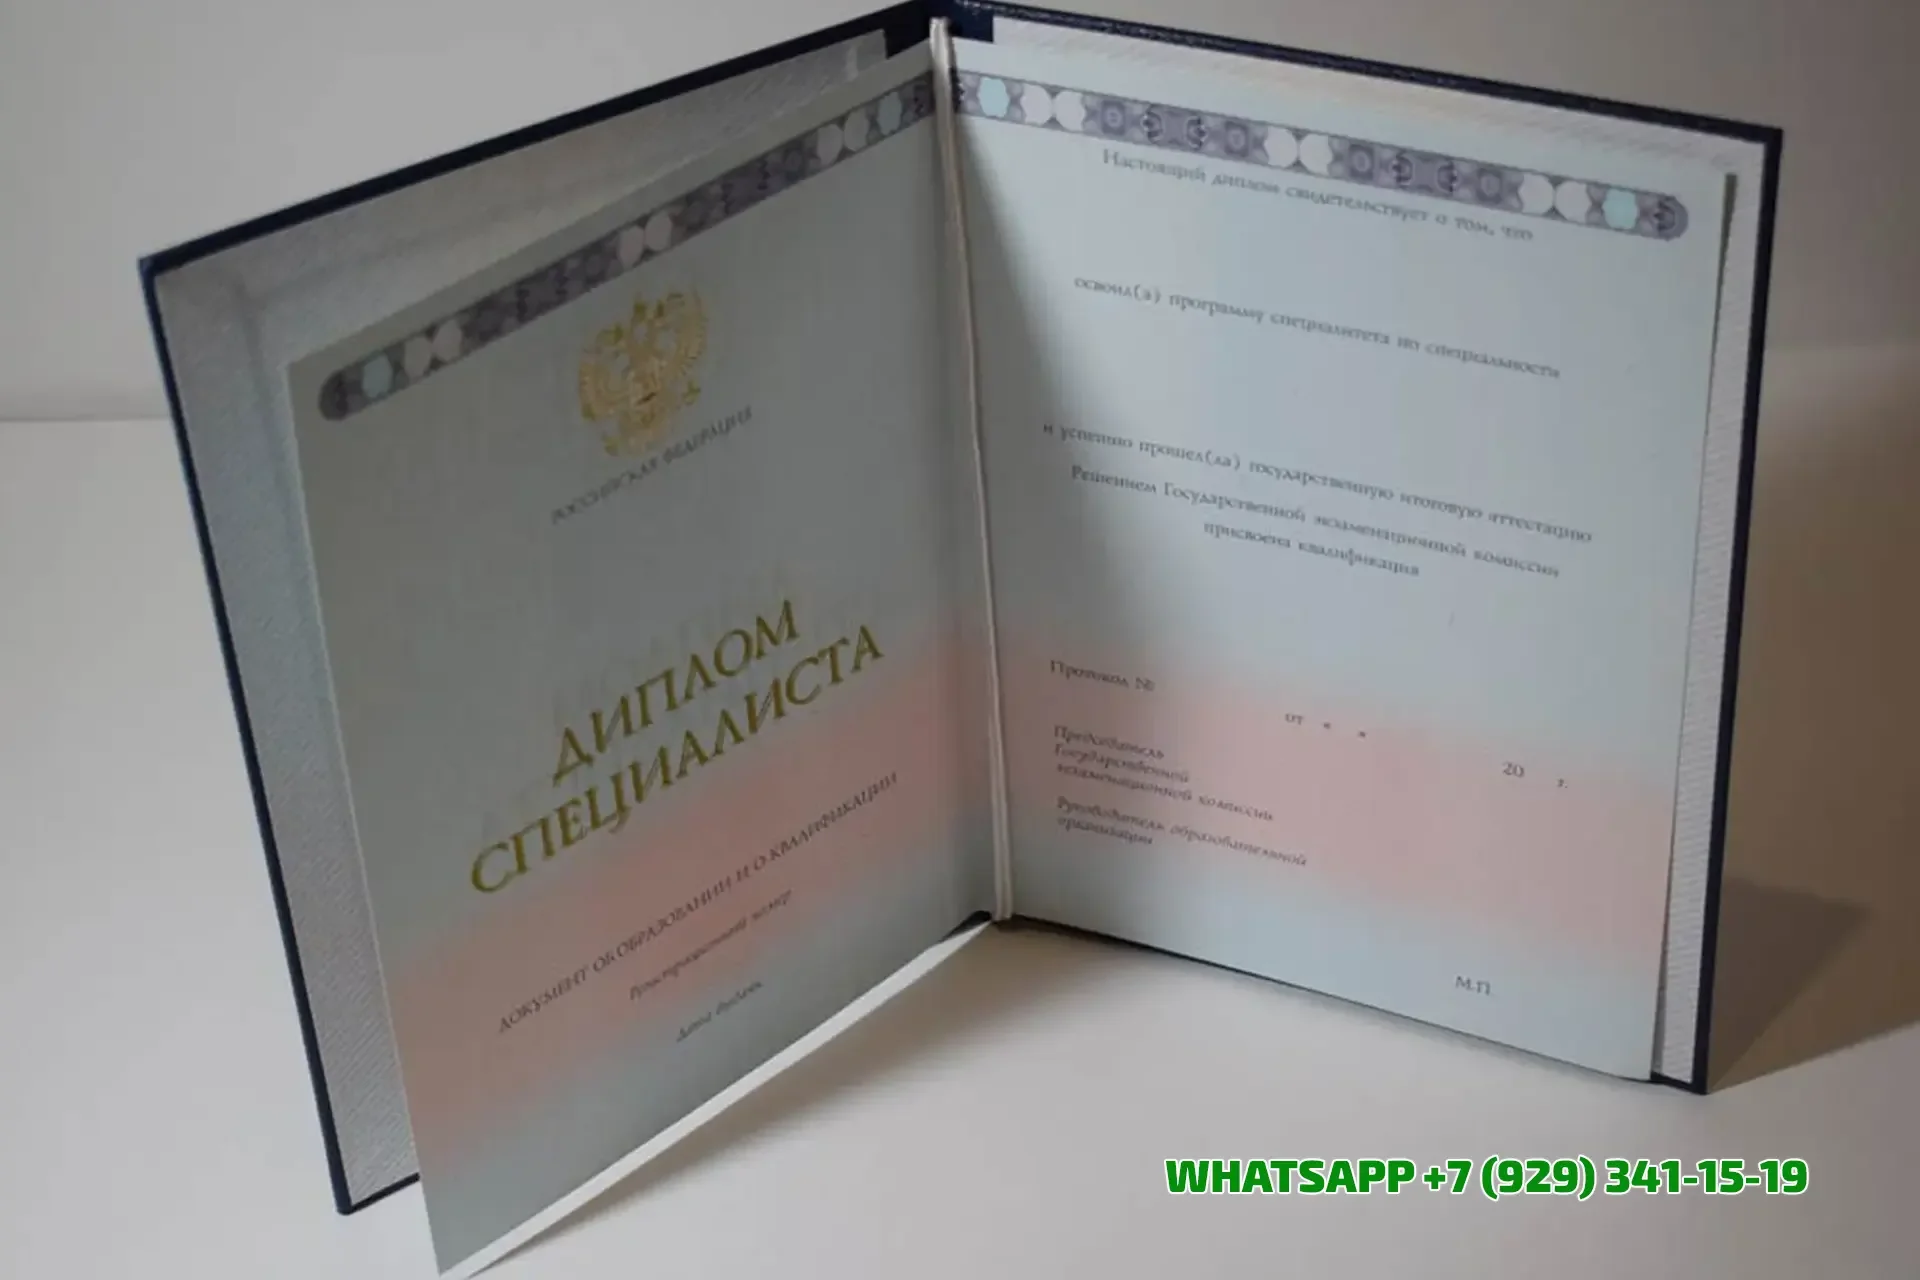 РОССИЙСКАЯ ФЕДЕРАЦИЯ
ДИПЛОМ
СПЕЦИАЛИСТА
ДОКУМЕНТ ОБ ОБРАЗОВАНИИ И О КВАЛИФИКАЦИИ
Регистрационный номер
Дата выдачи
Настоящий диплом свидетельствует о том, что
освоил(а) программу специалитета по специальности
и успешно прошел(ла) государственную итоговую аттестацию
Решением Государственной экзаменационной комиссии
присвоена квалификация
Протокол №
от « »
20 г.
Председатель
Государственной
экзаменационной комиссии
Руководитель образовательной
организации
М.П.
WHATSAPP +7 (929) 341-15-19